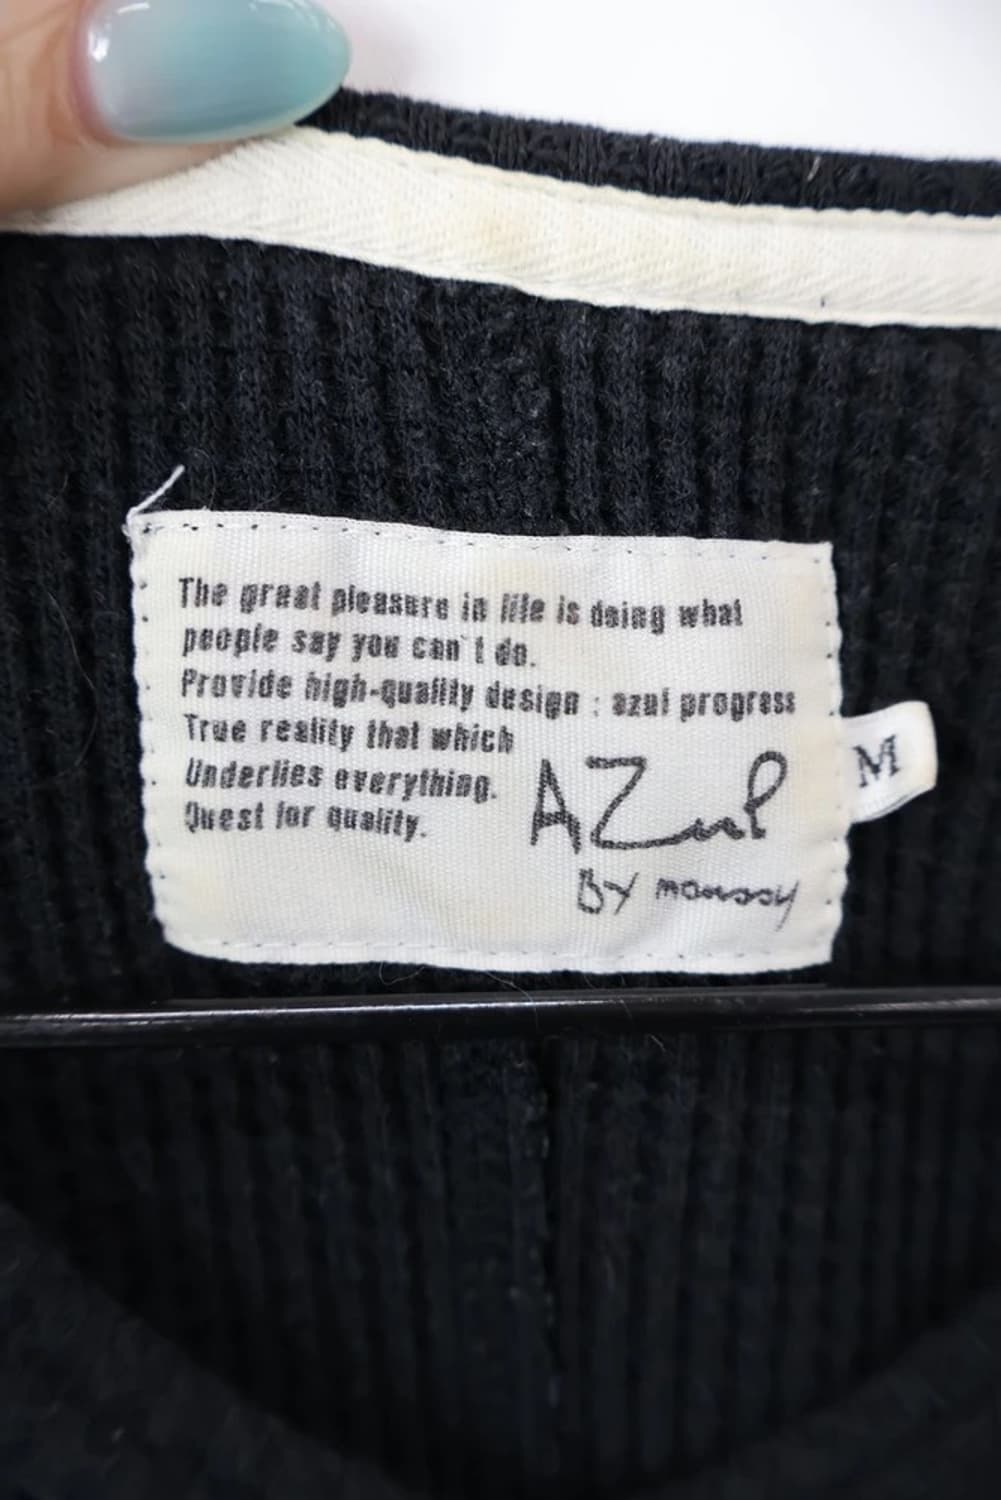 The great pleasure in life is doing what
people say you can't do.
Provide high-quality design : azul progress
True reality that which
Underlies everything.
Quest for quality.
AZuL
BY moussy
M